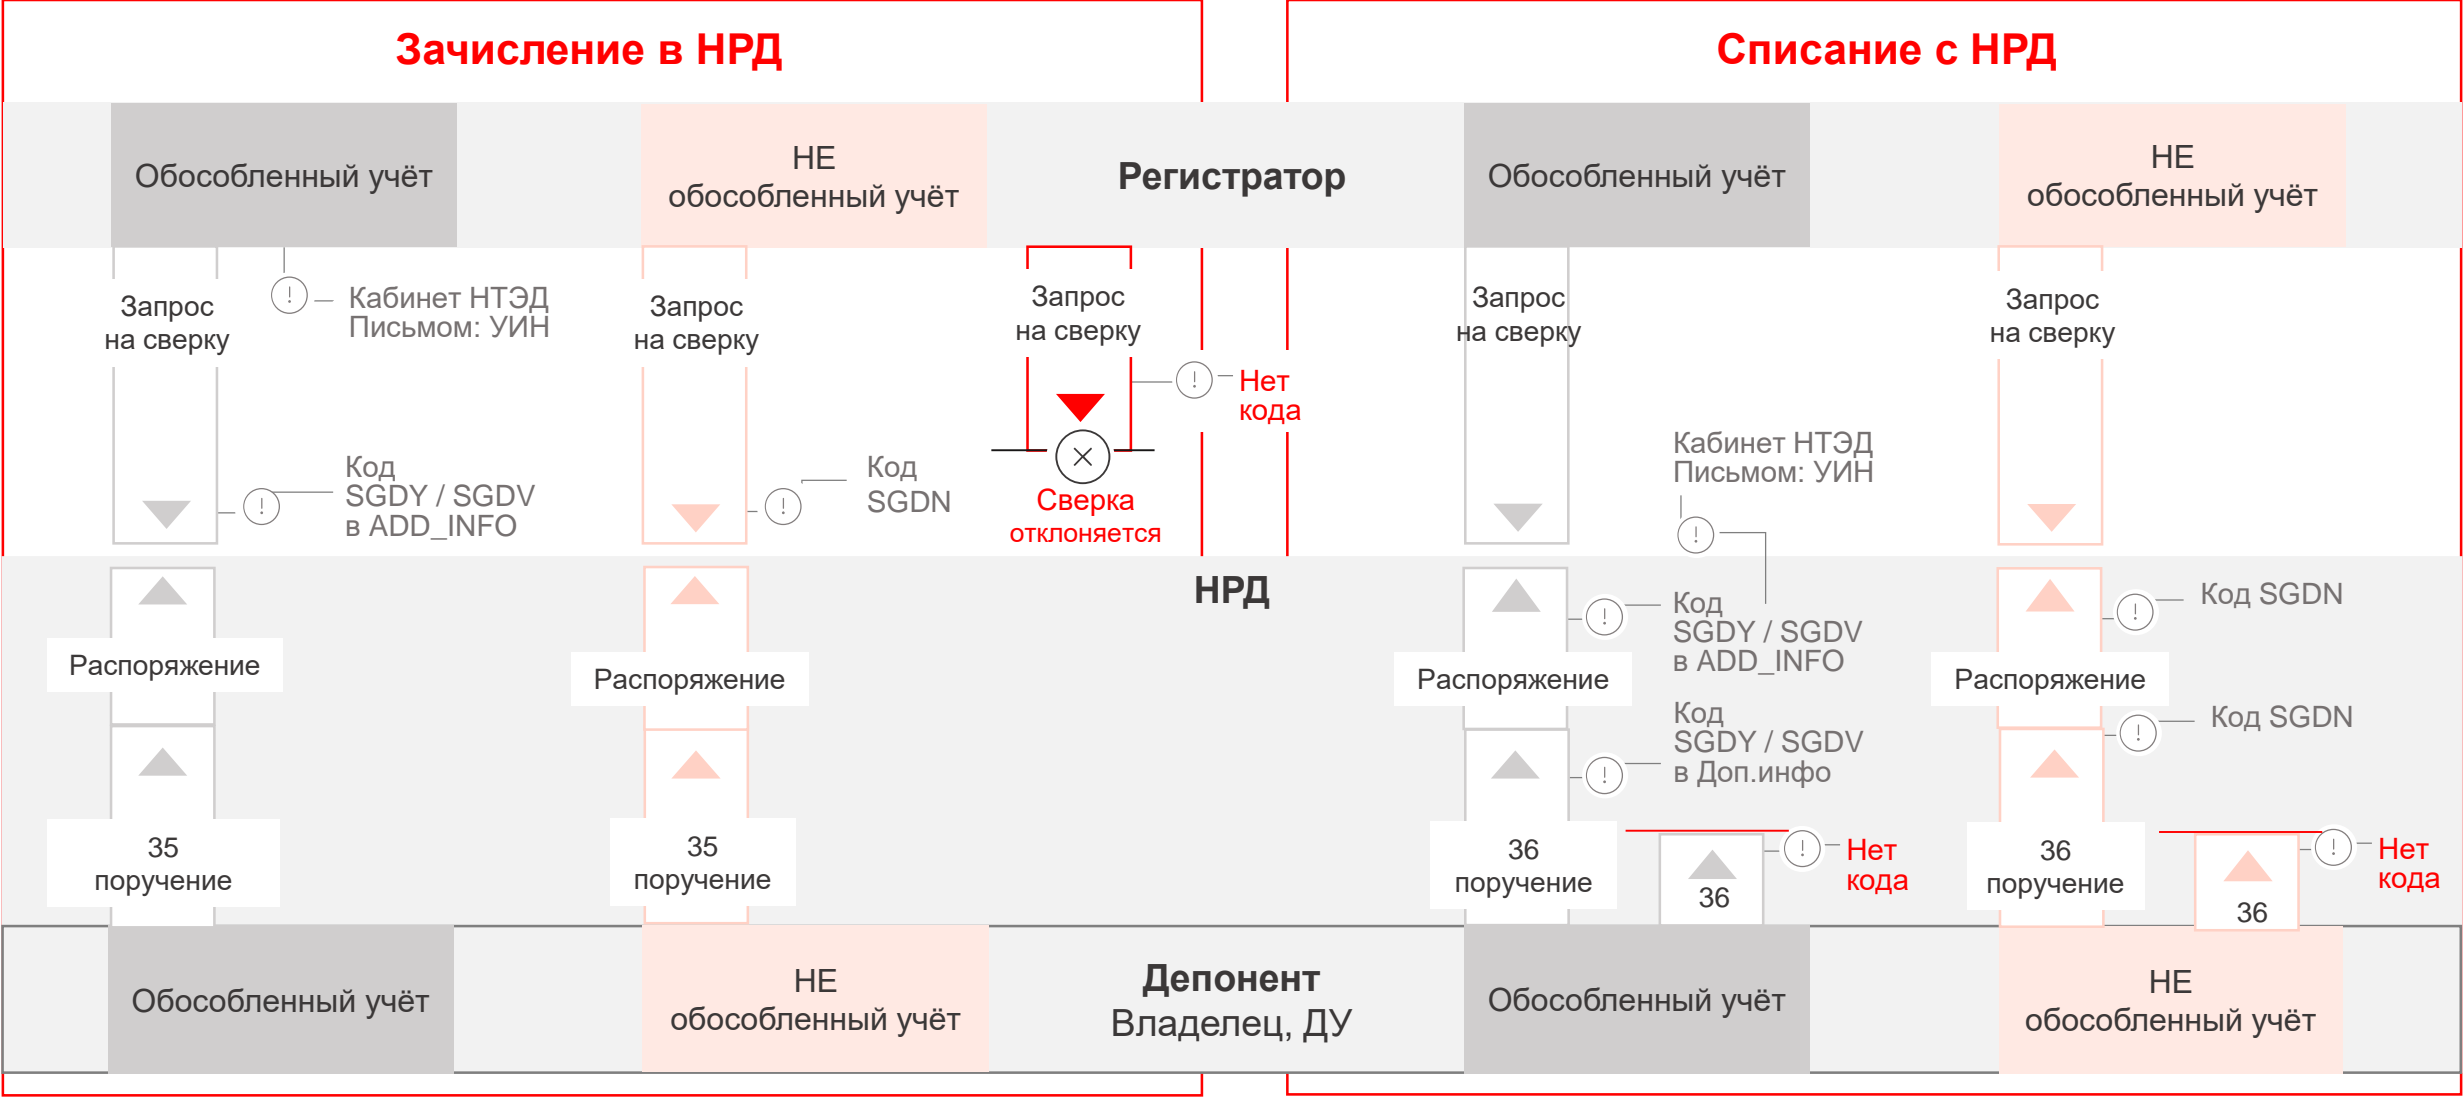 Зачисление в НРД
Списание с НРД
Обособленный учёт
НЕ
обособленный учёт
Регистратор
Обособленный учёт
НЕ
обособленный учёт
Запрос
на сверку
Кабинет НТЭД
Письмом: УИН
Запрос
на сверку
Запрос
на сверку
Нет
кода
Запрос
на сверку
Запрос
на сверку
Код
SGDY / SGDV
в ADD_INFO
Код
SGDN
Сверка
отклоняется
Кабинет НТЭД
Письмом: УИН
НРД
Код
SGDY / SGDV
в ADD_INFO
Код SGDN
Распоряжение
Распоряжение
Распоряжение
Распоряжение
Код
SGDY / SGDV
в Доп.инфо
Код SGDN
35
поручение
35
поручение
36
поручение
36
Нет
кода
36
поручение
36
Нет
кода
Обособленный учёт
НЕ
обособленный учёт
Депонент
Владелец, ДУ
Обособленный учёт
НЕ
обособленный учёт